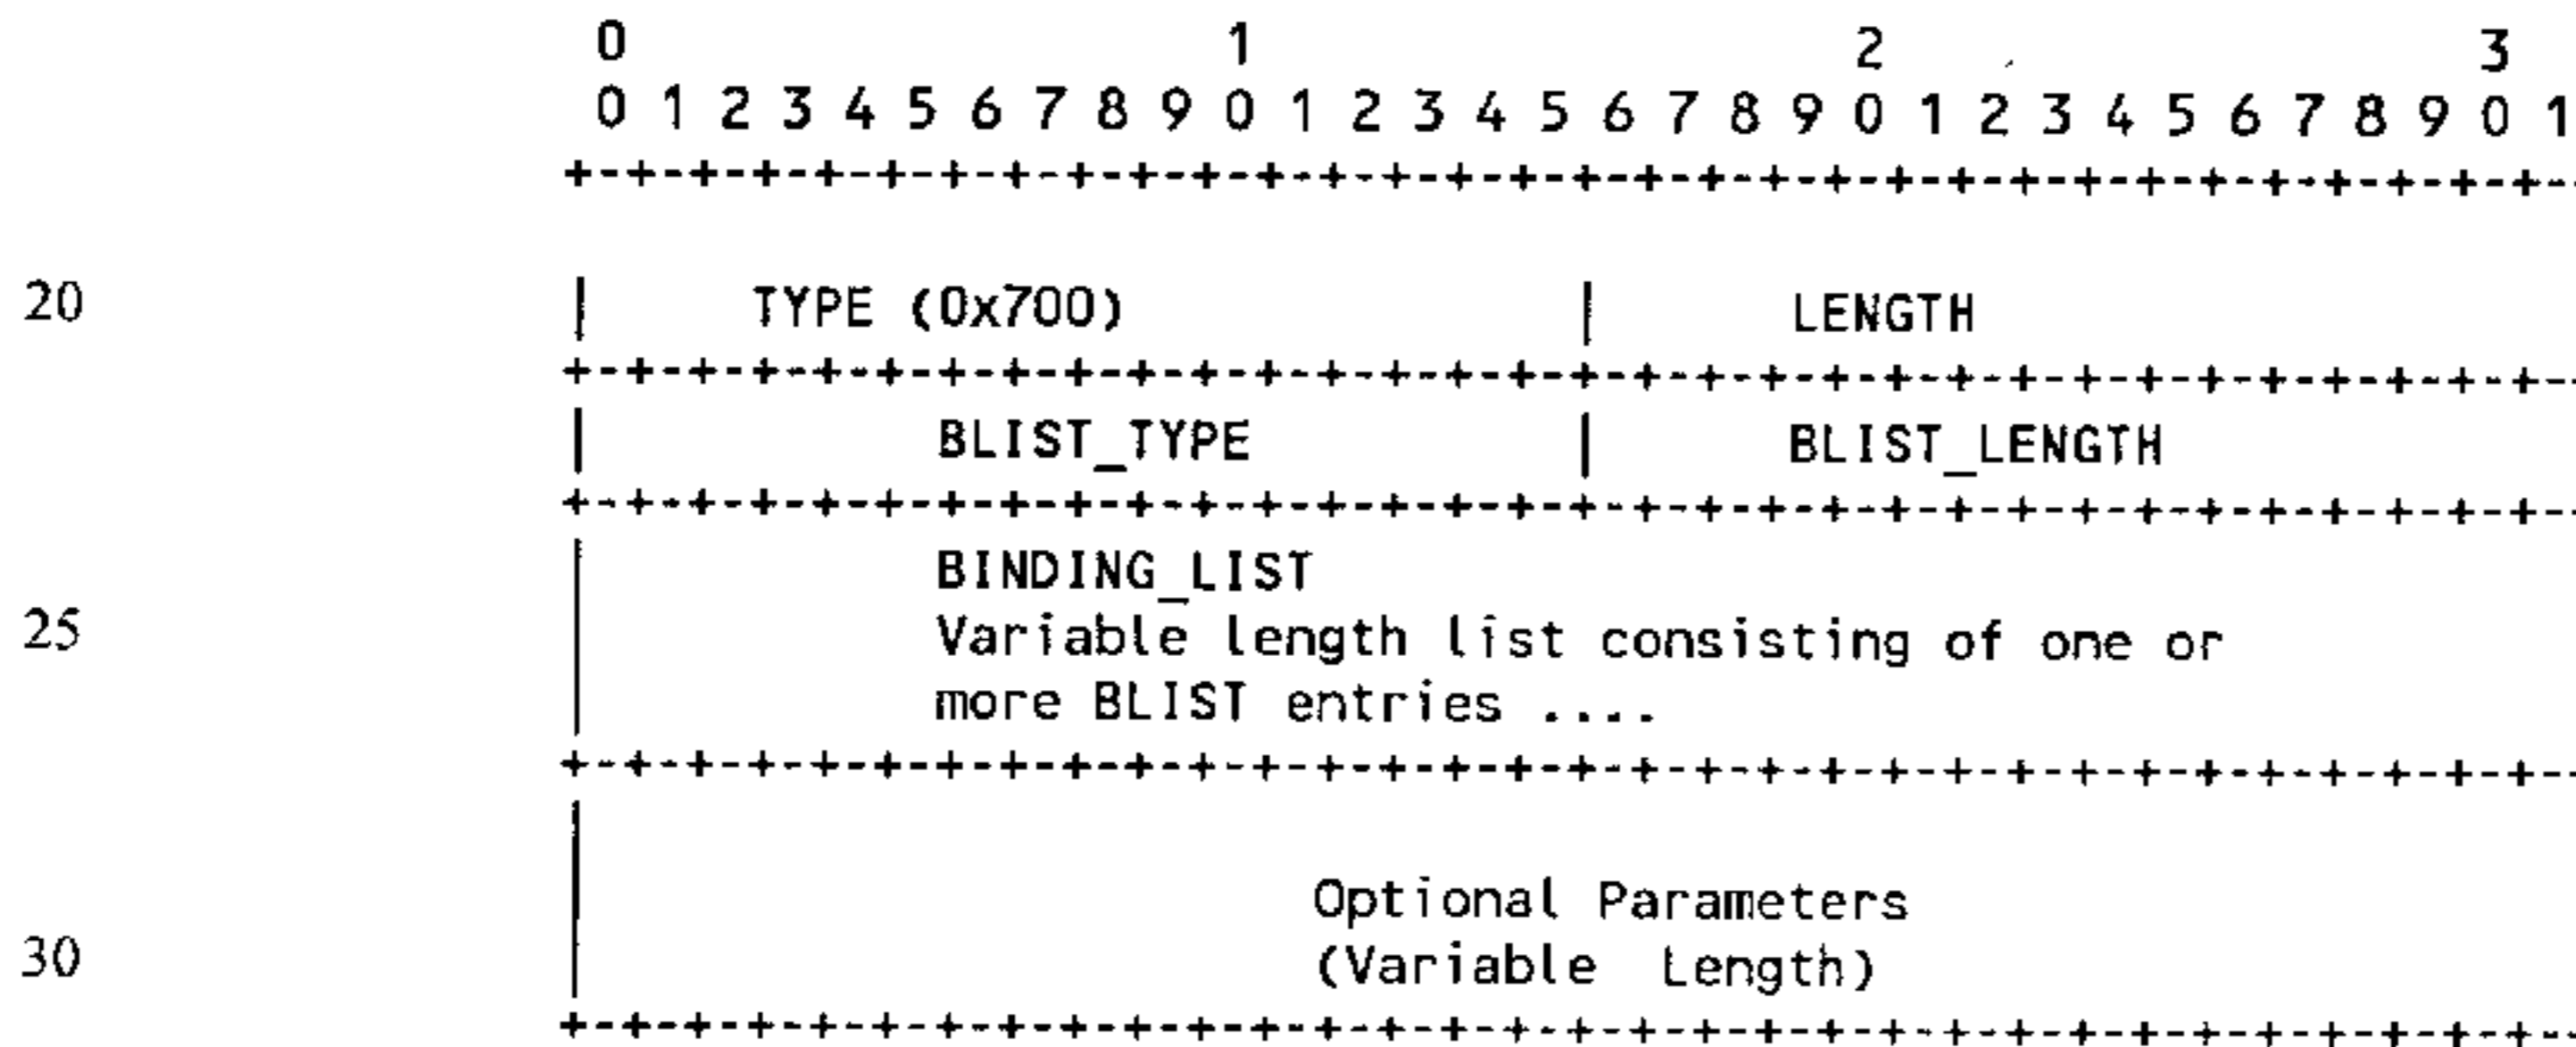 0 1 2 3
0 1 2 3 4 5 6 7 8 9 0 1 2 3 4 5 6 7 8 9 0 1 2 3 4 5 6 7 8 9 0 1
+-+-+-+-+-+-+-+-+-+-+-+-+-+-+-+-+-+-+-+-+-+-+-+-+-+-+-+-+-+-+-+-
20 | TYPE (0x700) | LENGTH
+-+-+-+-+-+-+-+-+-+-+-+-+-+-+-+-+-+-+-+-+-+-+-+-+-+-+-+-+-+-+-+-
| BLIST_TYPE | BLIST_LENGTH
+-+-+-+-+-+-+-+-+-+-+-+-+-+-+-+-+-+-+-+-+-+-+-+-+-+-+-+-+-+-+-+-
| BINDING_LIST
25 Variable length list consisting of one or
more BLIST entries ....
+-+-+-+-+-+-+-+-+-+-+-+-+-+-+-+-+-+-+-+-+-+-+-+-+-+-+-+-+-+-+-+-
| Optional Parameters
30 (Variable Length)
+-+-+-+-+-+-+-+-+-+-+-+-+-+-+-+-+-+-+-+-+-+-+-+-+-+-+-+-+-+-+-+-